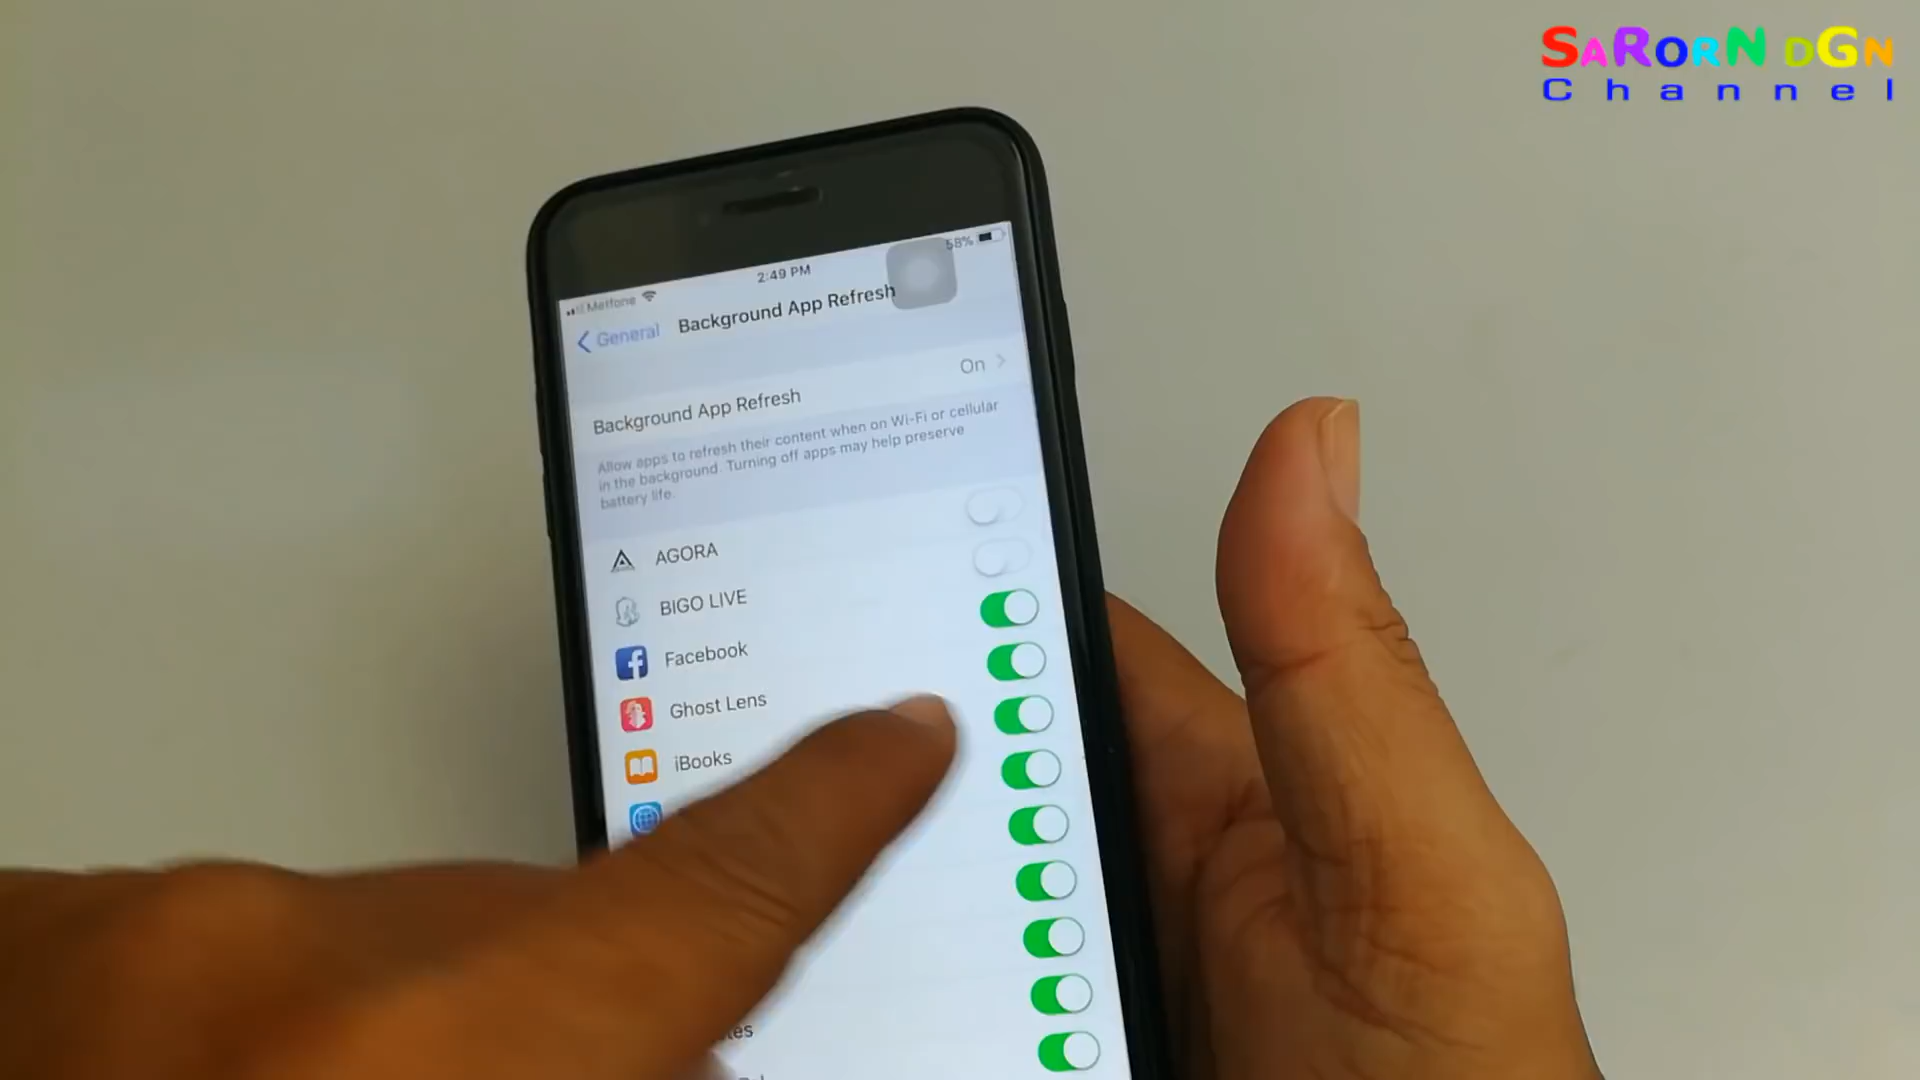 SaRorN DGN
Channel
58%
2:49 PM
Metfone
General
Background App Refresh
On
Background App Refresh
Allow apps to refresh their content when on Wi-Fi or cellular
in the background. Turning off apps may help preserve
battery life.
AGORA
BIGO LIVE
Facebook
Ghost Lens
iBooks